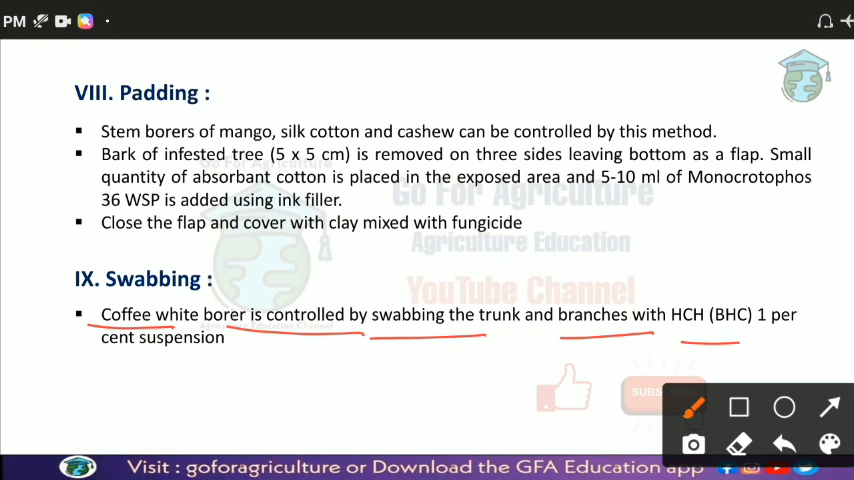 PM
VIII. Padding :
▪ Stem borers of mango, silk cotton and cashew can be controlled by this method.
▪ Bark of infested tree (5 x 5 cm) is removed on three sides leaving bottom as a flap. Small
quantity of absorbant cotton is placed in the exposed area and 5-10 ml of Monocrotophos
36 WSP is added using ink filler.
▪ Close the flap and cover with clay mixed with fungicide
Go For Agriculture
Agriculture Education
YouTube Channel
IX. Swabbing :
▪ Coffee white borer is controlled by swabbing the trunk and branches with HCH (BHC) 1 per
cent suspension
SUBS
Visit : goforagriculture or Download the GFA Education app